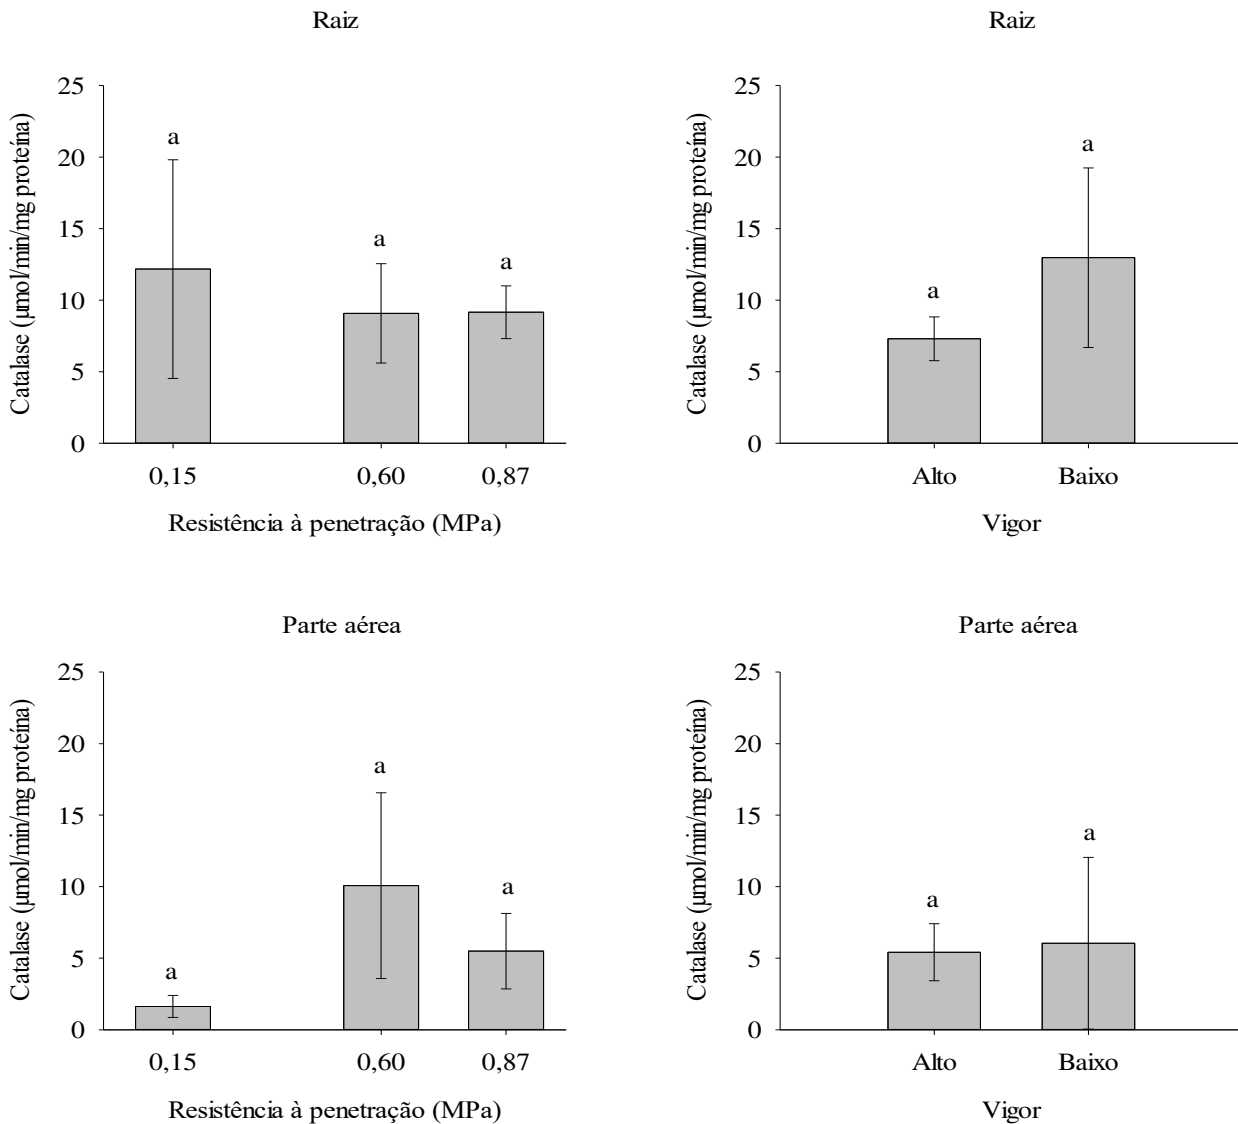 Raiz
Catalase (µmol/min/mg proteína)
25
20
15
10
5
0
a
a
a
0,15
0,60
0,87
Resistência à penetração (MPa)
Raiz
Catalase (µmol/min/mg proteína)
25
20
15
10
5
0
a
a
Alto
Baixo
Vigor
Parte aérea
Catalase (µmol/min/mg proteína)
25
20
15
10
5
0
a
a
a
0,15
0,60
0,87
Resistência à penetração (MPa)
Parte aérea
Catalase (µmol/min/mg proteína)
25
20
15
10
5
0
a
a
Alto
Baixo
Vigor